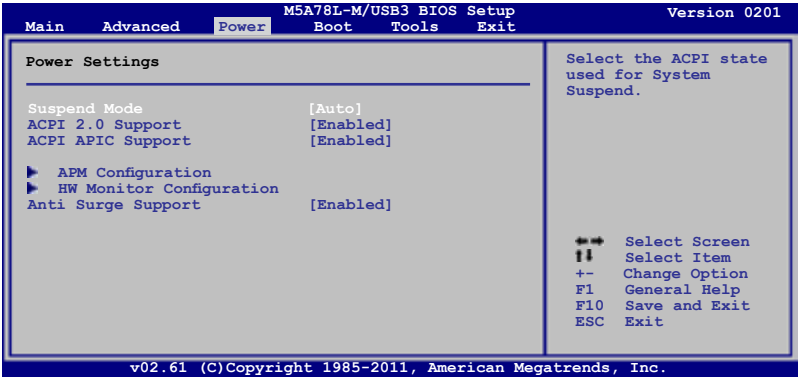 M5A78L-M/USB3 BIOS Setup Version 0201
Main Advanced Power Boot Tools Exit
Power Settings
Suspend Mode [Auto]
ACPI 2.0 Support [Enabled]
ACPI APIC Support [Enabled]
APM Configuration
HW Monitor Configuration
Anti Surge Support [Enabled]
Select the ACPI state
used for System
Suspend.
Select Screen
Select Item
+- Change Option
F1 General Help
F10 Save and Exit
ESC Exit
v02.61 (C)Copyright 1985-2011, American Megatrends, Inc.